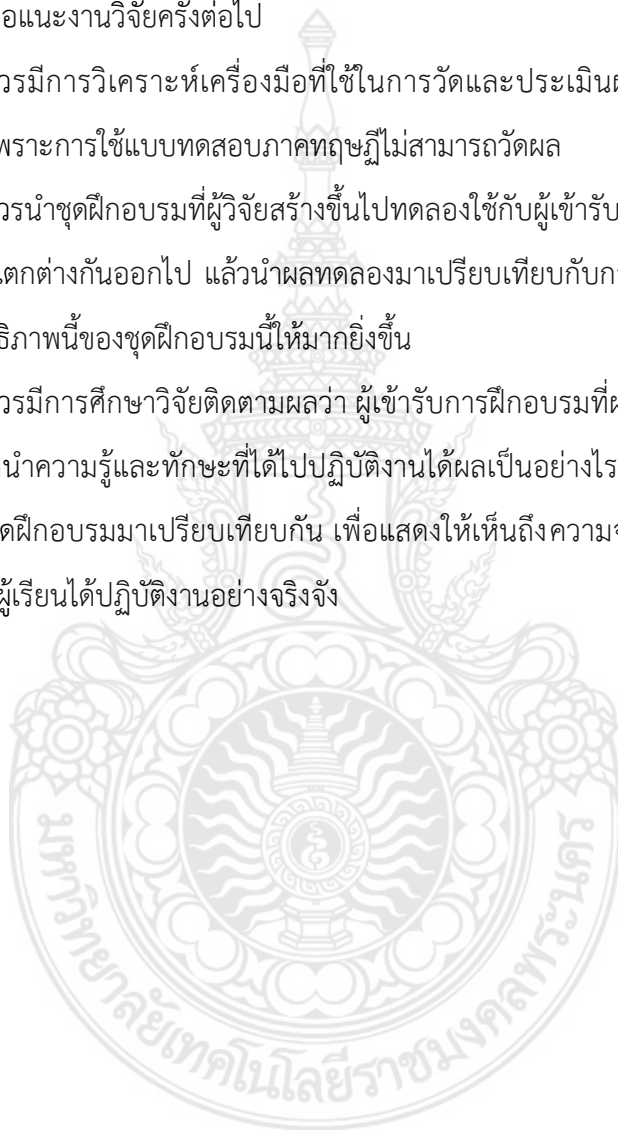 อแนะงานวิจัยครั้งต่อไป
วรมีการวิเคราะห์เครื่องมือที่ใช้ในการวัดและประเมินผ
พราะการใช้แบบทดสอบภาคทฤษฎีไม่สามารถวัดผล
วรนำชุดฝึกอบรมที่ผู้วิจัยสร้างขึ้นไปทดลองใช้กับผู้เข้ารับ
แตกต่างกันออกไป แล้วนำผลทดลองมาเปรียบเทียบกับก
ธิภาพนี้ของชุดฝึกอบรมนี้ให้มากยิ่งขึ้น
วรมีการศึกษาวิจัยติดตามผลว่า ผู้เข้ารับการฝึกอบรมที่ผ
นำความรู้และทักษะที่ได้ไปปฏิบัติงานได้ผลเป็นอย่างไร
ดฝึกอบรมมาเปรียบเทียบกัน เพื่อแสดงให้เห็นถึงความจ
ผู้เรียนได้ปฏิบัติงานอย่างจริงจัง
มหาวิทยาลัยเทคโนโลยีราชมงคลพระนคร